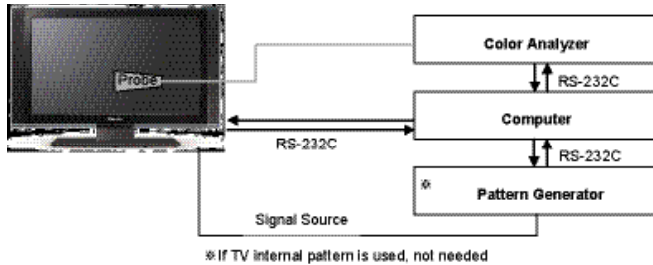 Color Analyzer
Probe
RS-232C
Computer
RS-232C
RS-232C
※ Pattern Generator
Signal Source
※ If TV internal pattern is used, not needed